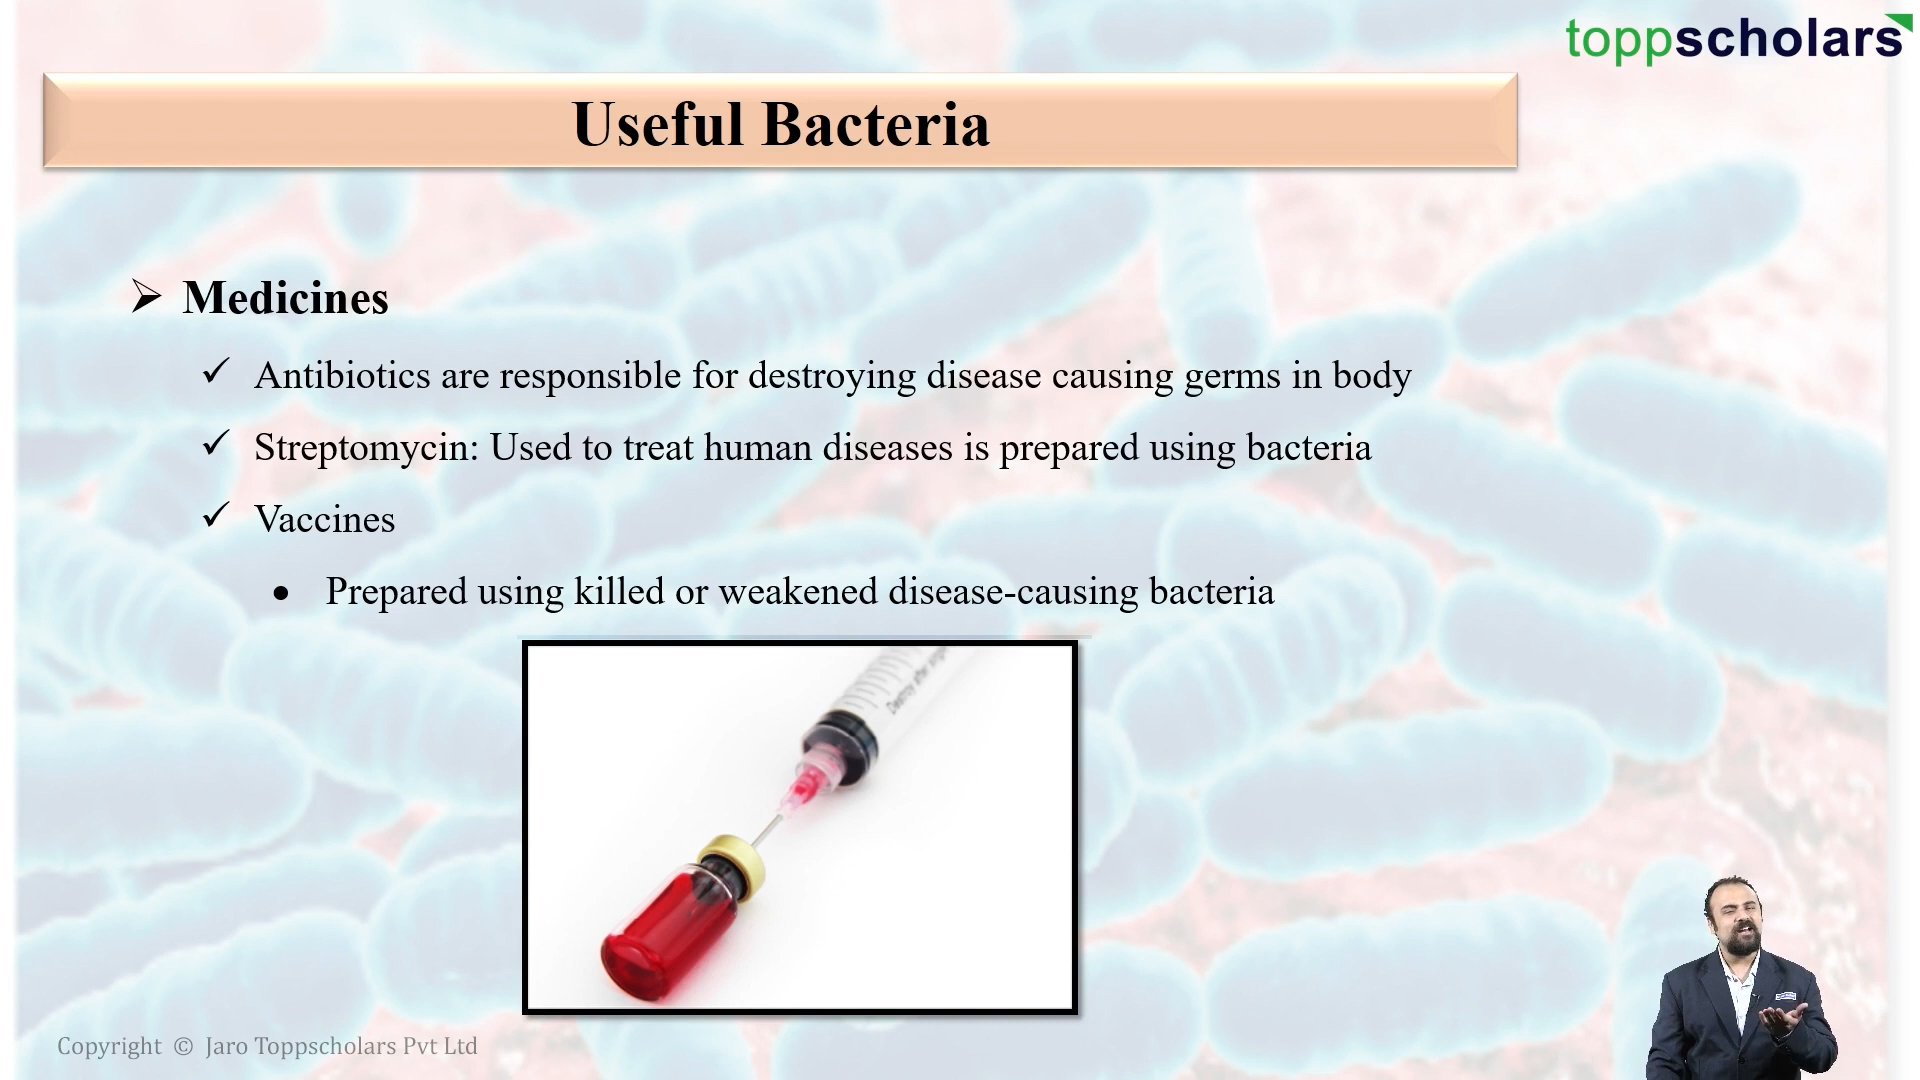 toppscholars
Useful Bacteria
➢ Medicines
✓ Antibiotics are responsible for destroying disease causing germs in body
✓ Streptomycin: Used to treat human diseases is prepared using bacteria
✓ Vaccines
• Prepared using killed or weakened disease-causing bacteria
Destroy after
Copyright © Jaro Toppscholars Pvt Ltd